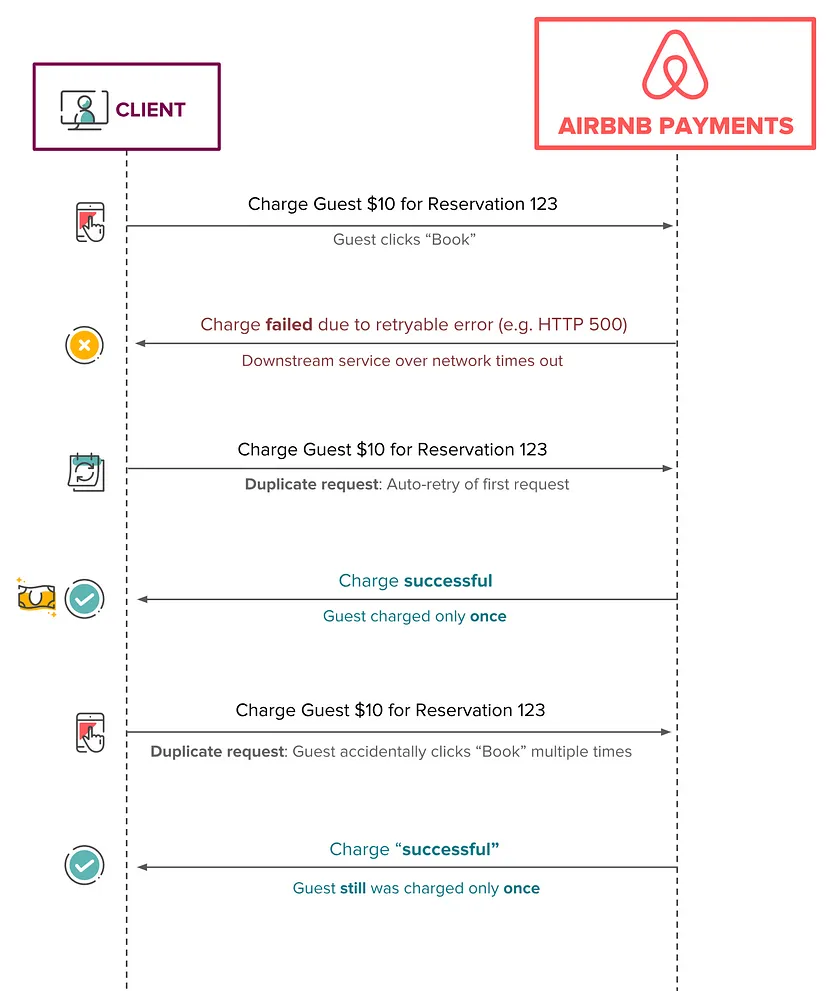 CLIENT
AIRBNB PAYMENTS
Charge Guest $10 for Reservation 123
Guest clicks “Book”
Charge failed due to retryable error (e.g. HTTP 500)
Downstream service over network times out
Charge Guest $10 for Reservation 123
Duplicate request: Auto-retry of first request
Charge successful
Guest charged only once
Charge Guest $10 for Reservation 123
Duplicate request: Guest accidentally clicks “Book” multiple times
Charge “successful”
Guest still was charged only once